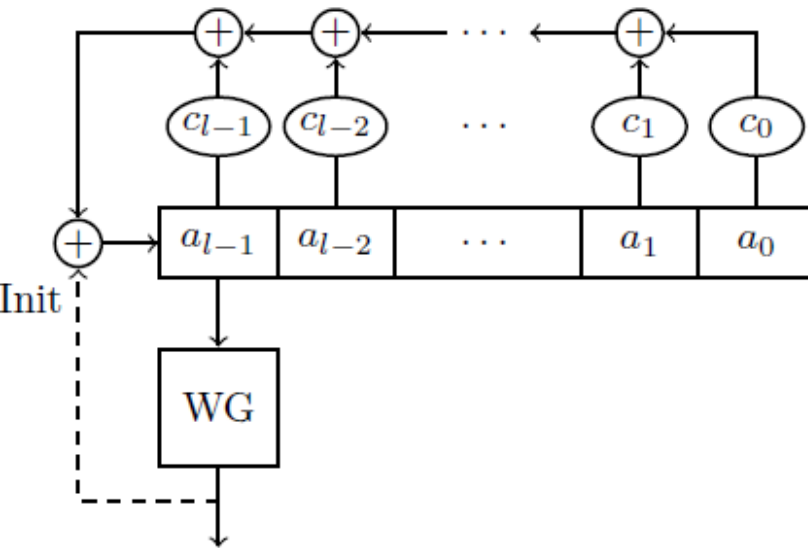 + + ··· +
c_{l−1} c_{l−2} ··· c_1 c_0
+ a_{l−1} a_{l−2} ··· a_1 a_0
Init
WG